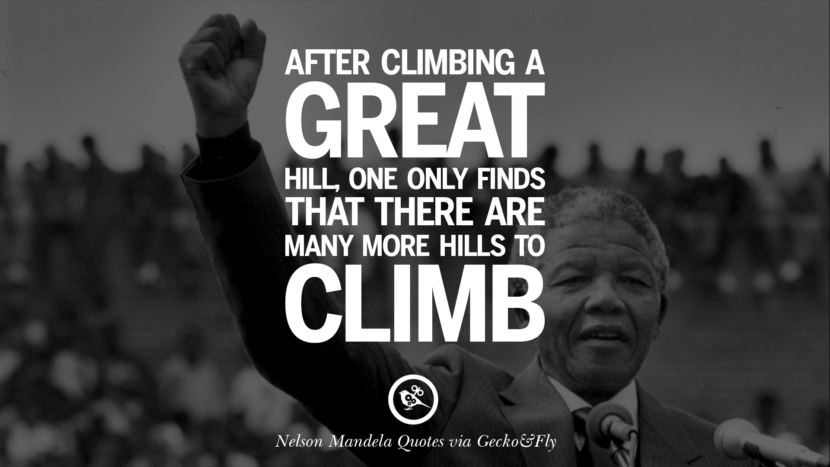 AFTER CLIMBING A
GREAT
HILL, ONE ONLY FINDS
THAT THERE ARE
MANY MORE HILLS TO
CLIMB
Nelson Mandela Quotes via Gecko&Fly